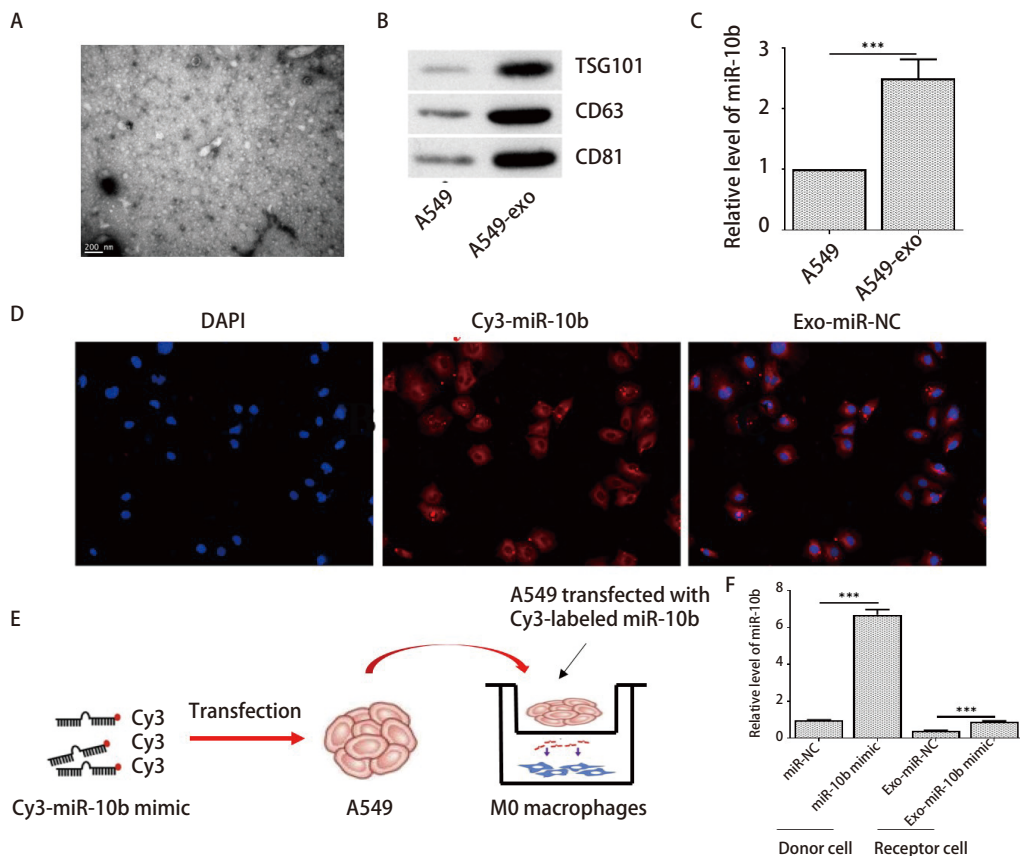 A
200 nm
B
TSG101
CD63
CD81
A549
A549-exo
C
Relative level of miR-10b
3
2
1
0
***
A549
A549-exo
D
DAPI
Cy3-miR-10b
Exo-miR-NC
E
Cy3
Cy3
Cy3
Cy3-miR-10b mimic
Transfection
A549
A549 transfected with
Cy3-labeled miR-10b
M0 macrophages
F
Relative level of miR-10b
6
4
2
0
***
***
miR-NC
miR-10b mimic
Exo-miR-NC
Exo-miR-10b mimic
Donor cell
Receptor cell